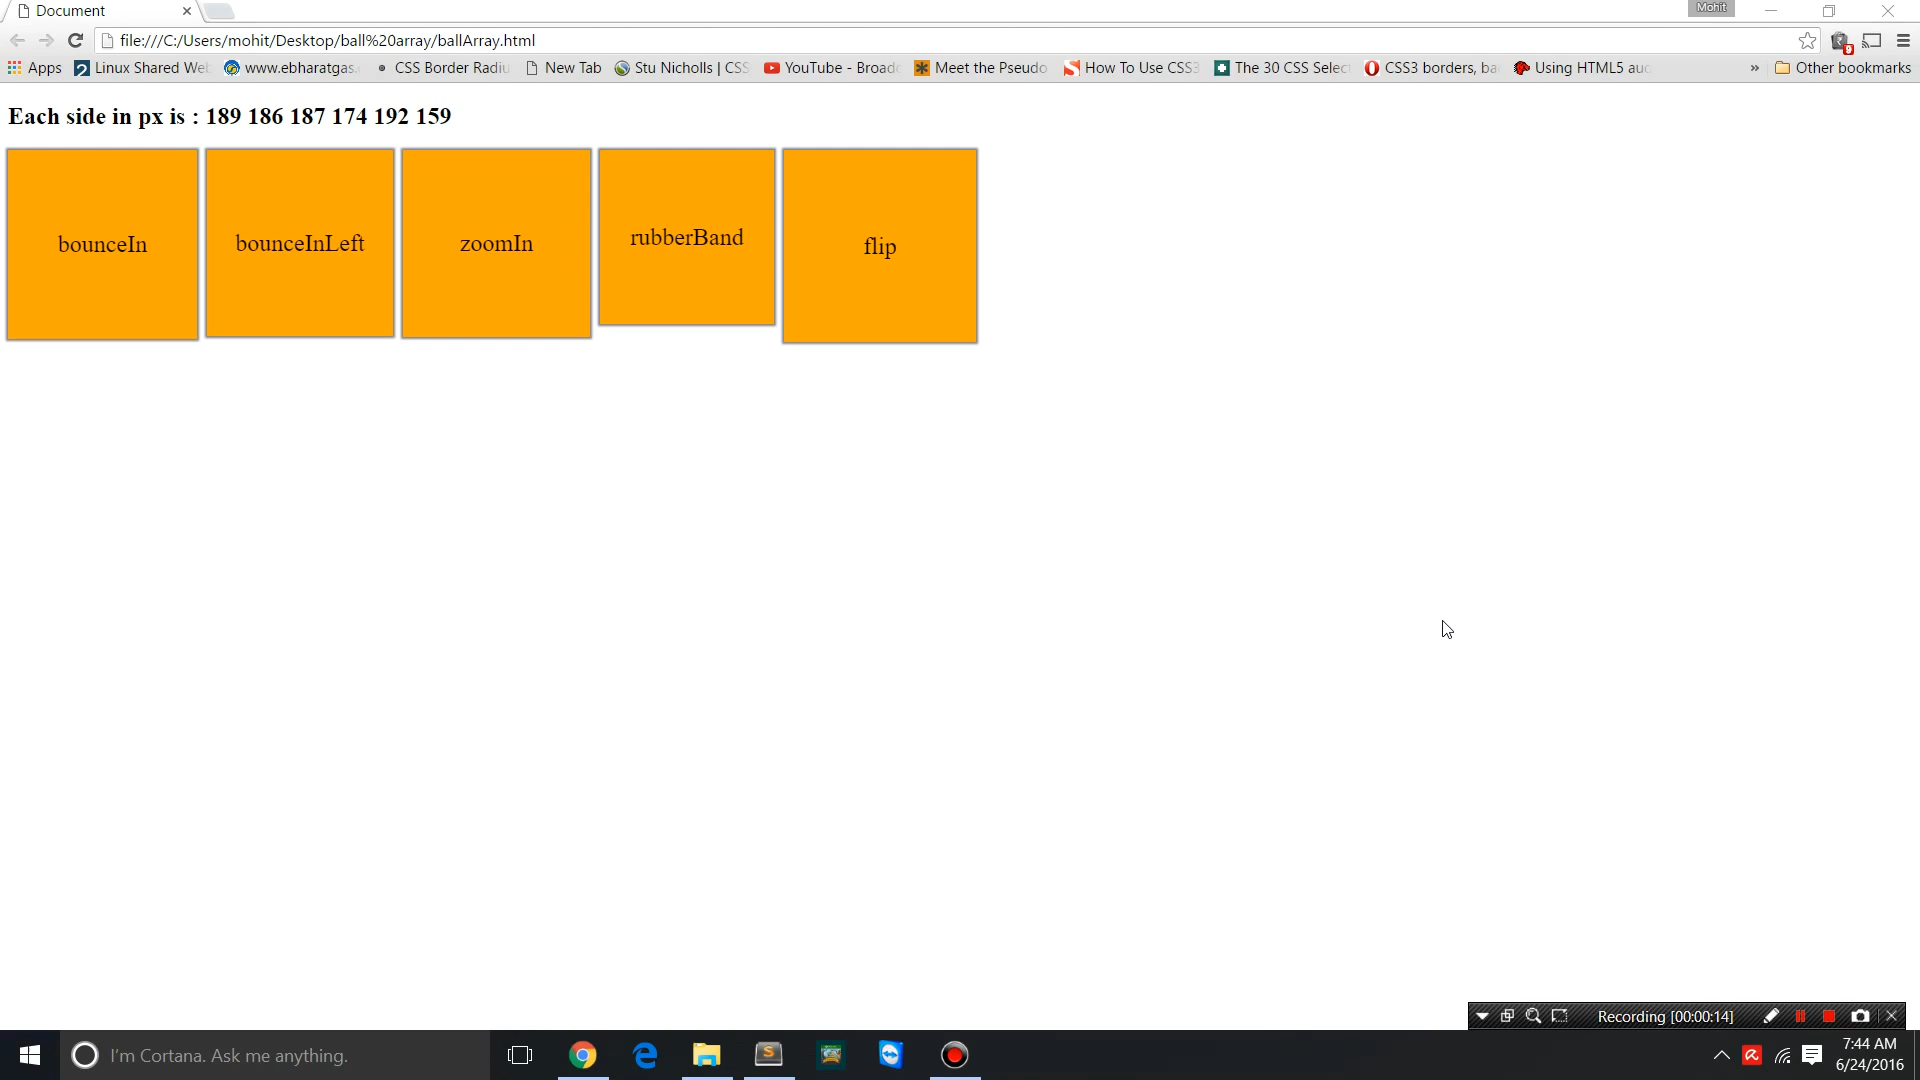 Document
Mohit
file:///C:/Users/mohit/Desktop/ball%20array/ballArray.html
Apps Linux Shared Web www.ebharatgas. CSS Border Radiu New Tab Stu Nicholls | CSS YouTube - Broadc Meet the Pseudo How To Use CSS3 The 30 CSS Select CSS3 borders, ba Using HTML5 aud » Other bookmarks
Each side in px is : 189 186 187 174 192 159
bounceIn bounceInLeft zoomIn rubberBand flip
Recording [00:00:14]
I'm Cortana. Ask me anything.
7:44 AM
6/24/2016